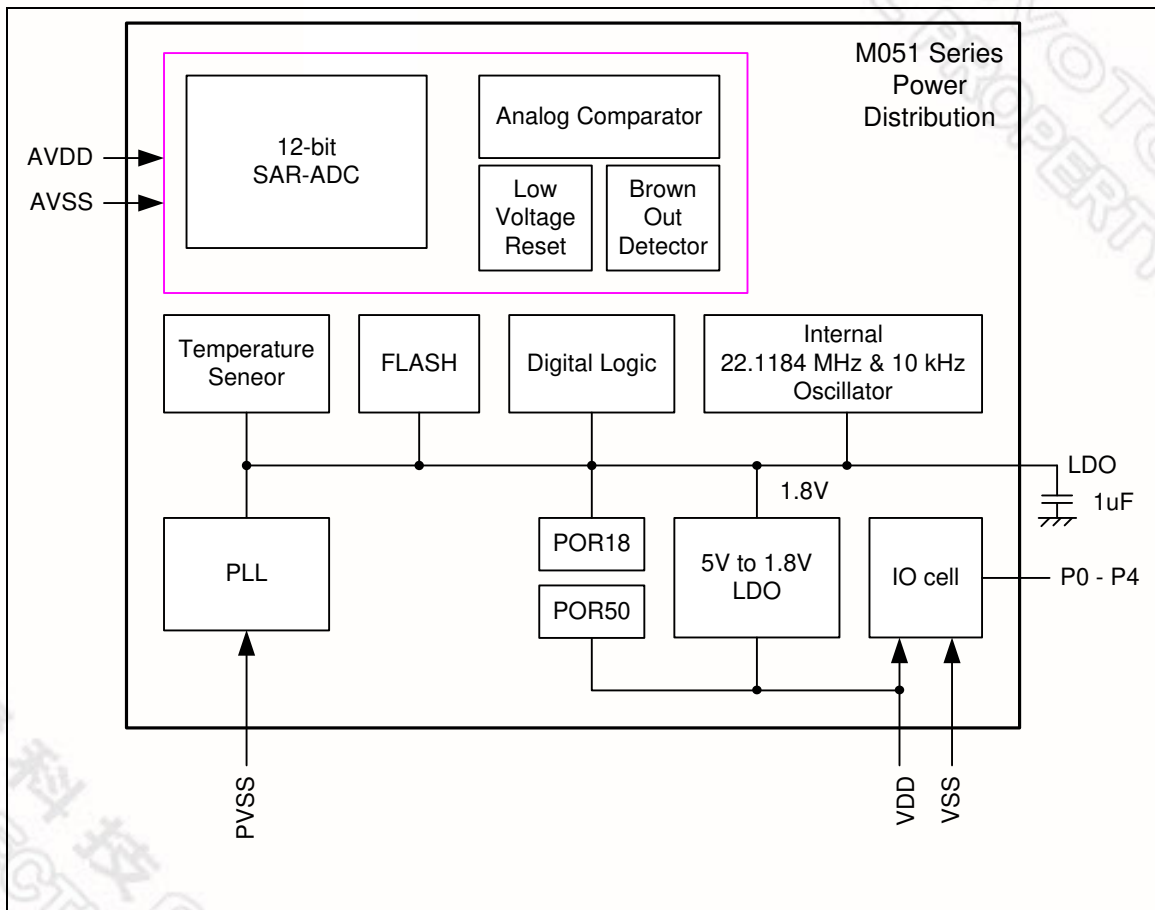 M051 Series
Power
Distribution
AVDD
AVSS
12-bit
SAR-ADC
Analog Comparator
Low
Voltage
Reset
Brown
Out
Detector
Temperature
Seneor
FLASH
Digital Logic
Internal
22.1184 MHz & 10 kHz
Oscillator
LDO
1.8V
1uF
PLL
POR18
POR50
5V to 1.8V
LDO
IO cell
P0 - P4
PVSS
VDD
VSS
科技